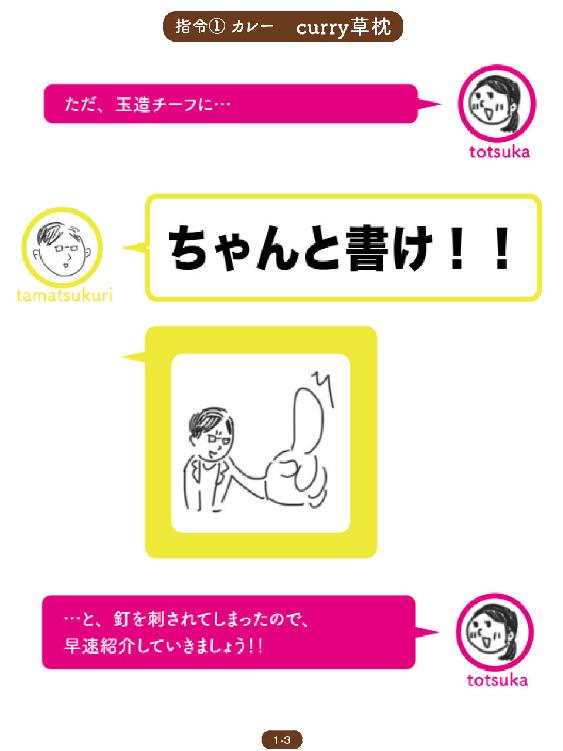 指令① カレー　curry草枕
ただ、玉造チーフに…
totsuka
ちゃんと書け！！
tamatsukuri
…と、釘を刺されてしまったので、
早速紹介していきましょう!!
totsuka
1-3